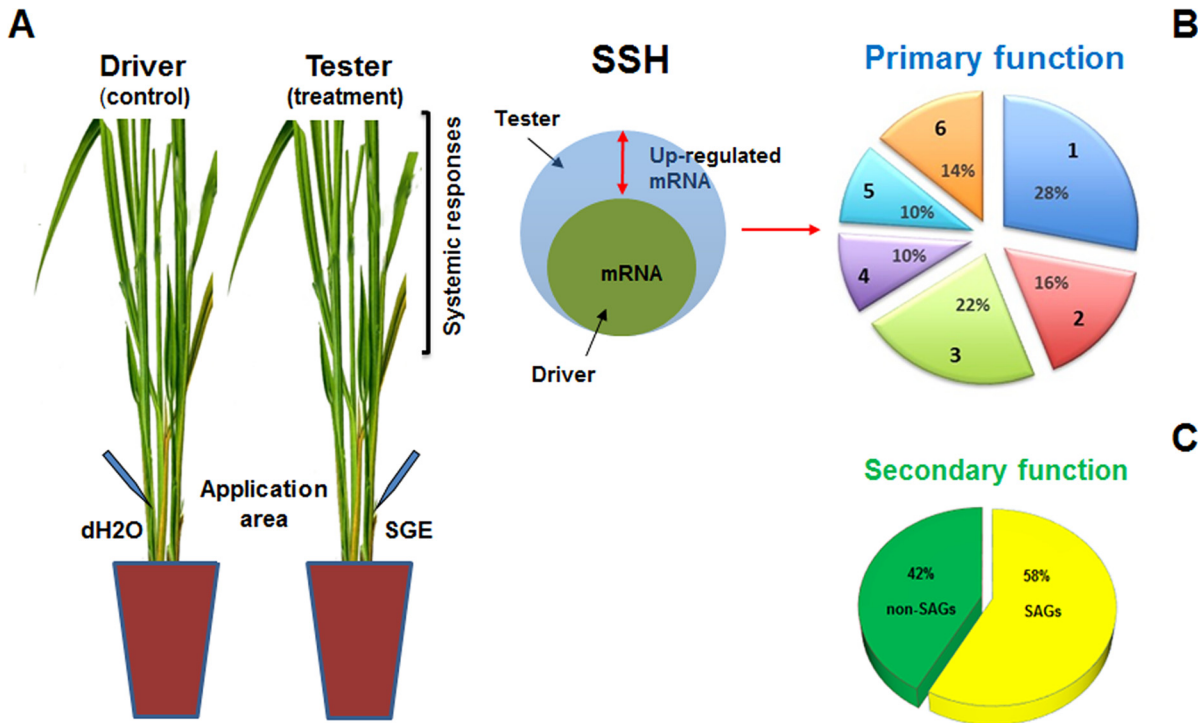 A
Driver
(control)
Tester
(treatment)
Systemic responses
dH2O
Application
area
SGE
SSH
Tester
Up-regulated
mRNA
mRNA
Driver
B
Primary function
1
28%
2
16%
3
22%
4
10%
5
10%
6
14%
C
Secondary function
42%
non-SAGs
58%
SAGs